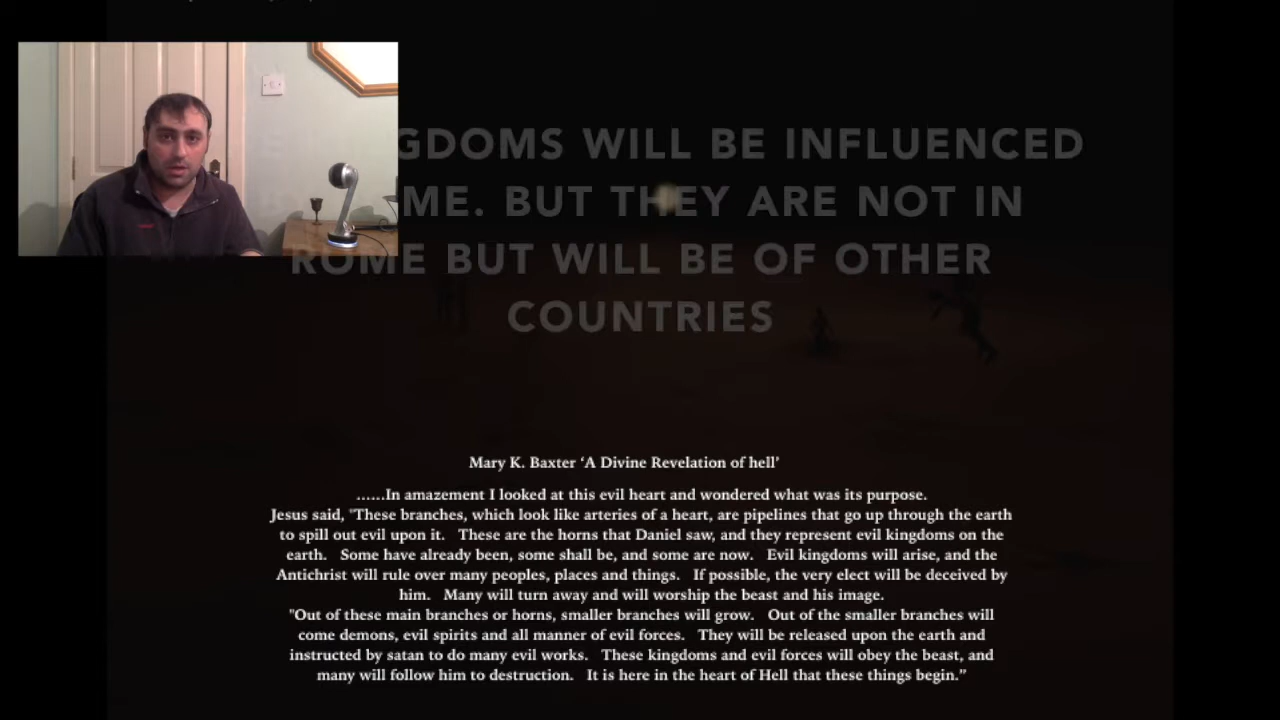 GDOMS WILL BE INFLUENCED
ME. BUT THEY ARE NOT IN
ROME BUT WILL BE OF OTHER
COUNTRIES
Mary K. Baxter ‘A Divine Revelation of hell’
......In amazement I looked at this evil heart and wondered what was its purpose.
Jesus said, "These branches, which look like arteries of a heart, are pipelines that go up through the earth
to spill out evil upon it. These are the horns that Daniel saw, and they represent evil kingdoms on the
earth. Some have already been, some shall be, and some are now. Evil kingdoms will arise, and the
Antichrist will rule over many peoples, places and things. If possible, the very elect will be deceived by
him. Many will turn away and will worship the beast and his image.
"Out of these main branches or horns, smaller branches will grow. Out of the smaller branches will
come demons, evil spirits and all manner of evil forces. They will be released upon the earth and
instructed by satan to do many evil works. These kingdoms and evil forces will obey the beast, and
many will follow him to destruction. It is here in the heart of Hell that these things begin.”